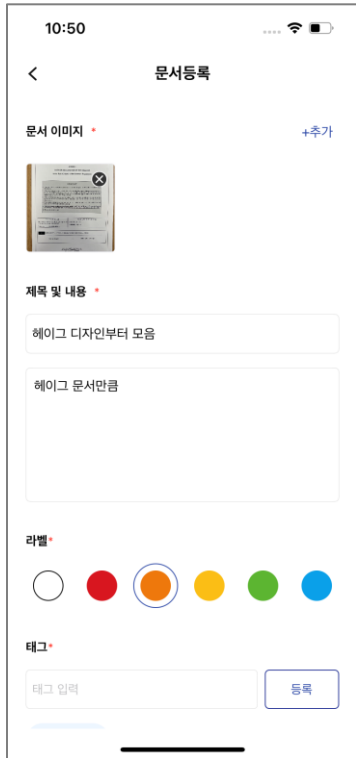 10:50
문서등록
문서 이미지 *
+추가
제목 및 내용 *
헤이그 디자인부터 모음
헤이그 문서만큼
라벨*
태그*
태그 입력
등록